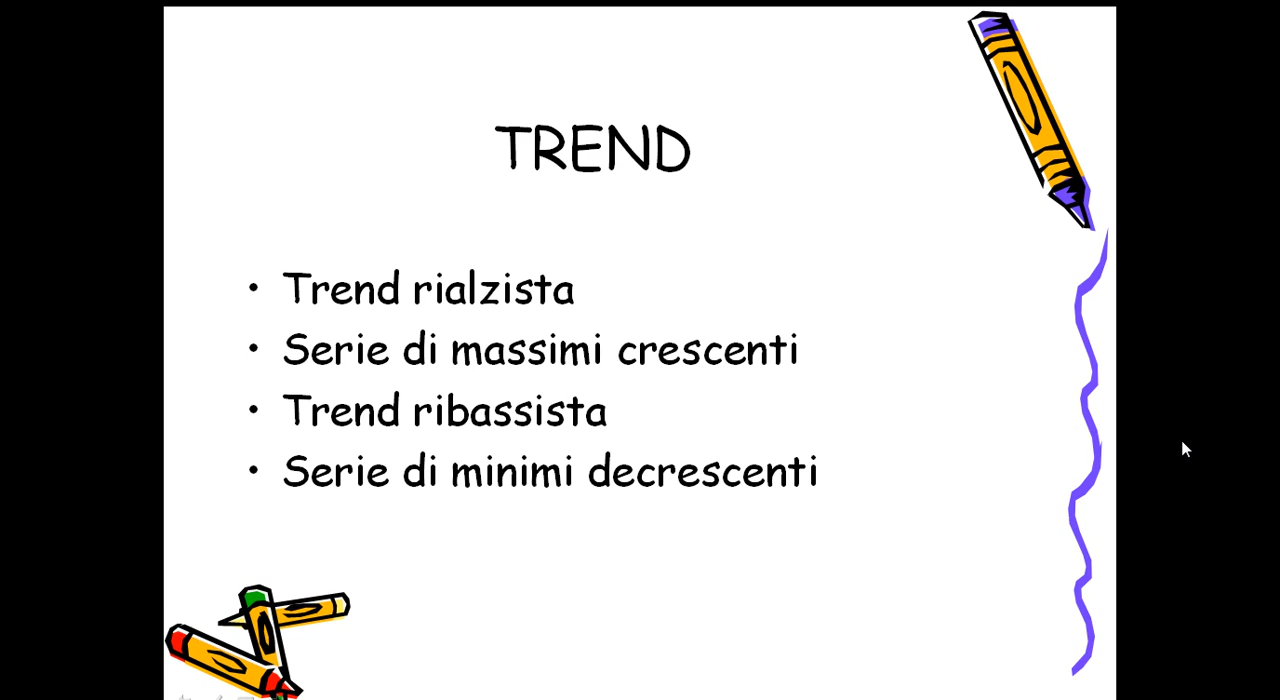 TREND
• Trend rialzista
• Serie di massimi crescenti
• Trend ribassista
• Serie di minimi decrescenti